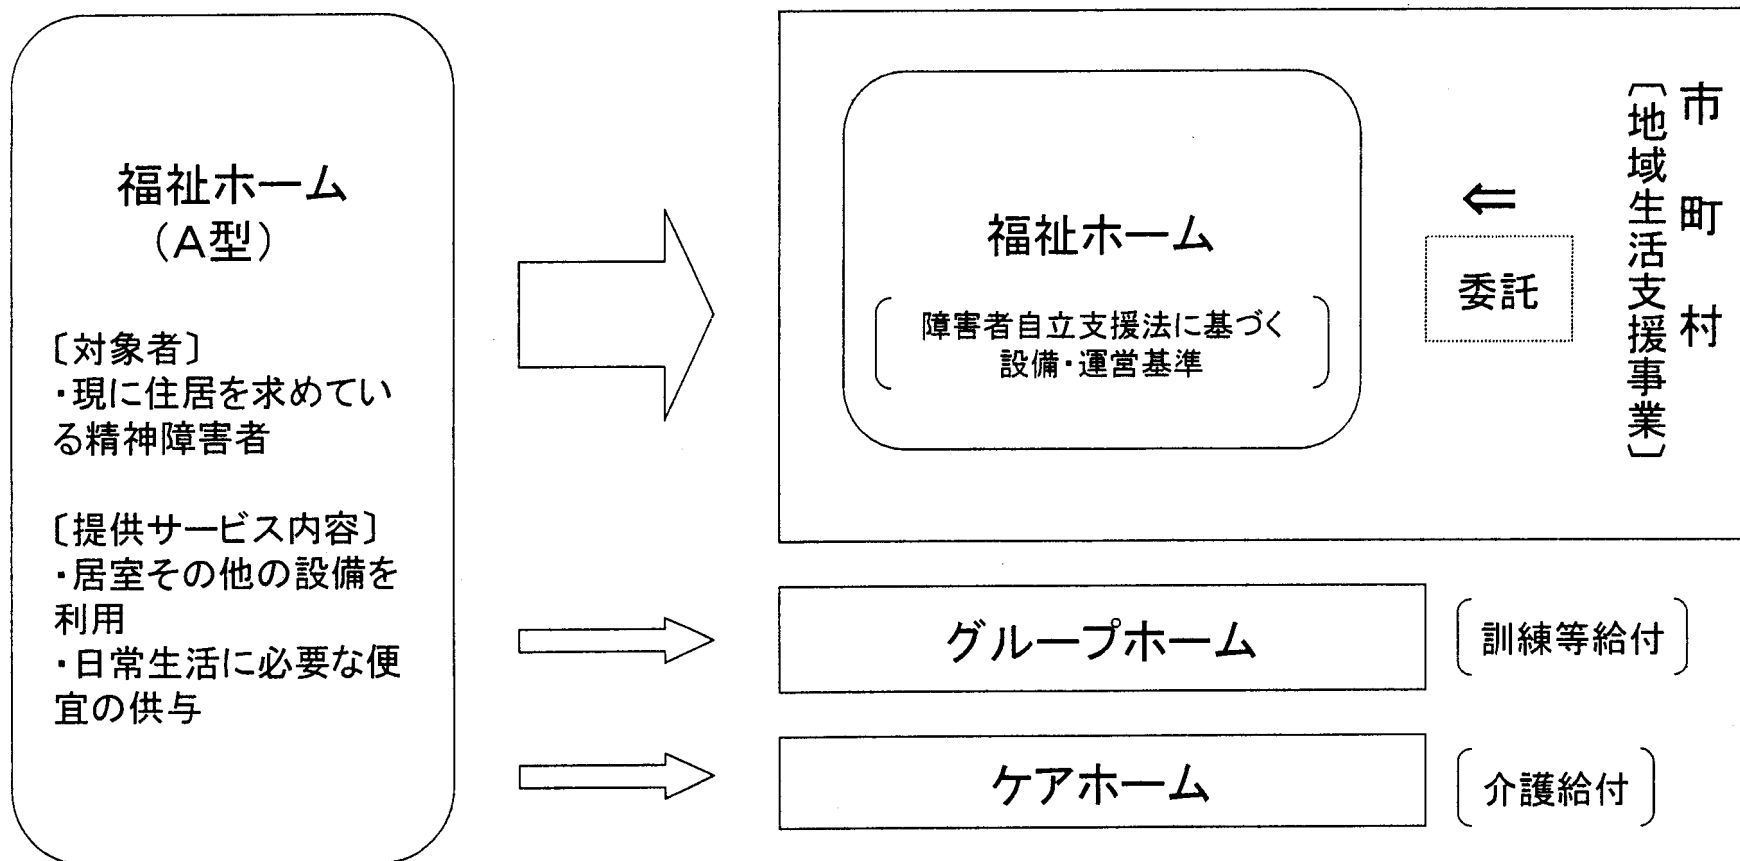 福祉ホーム
（A型）
〔対象者〕
・現に住居を求めてい
る精神障害者
〔提供サービス内容〕
・居室その他の設備を
利用
・日常生活に必要な便
宜の供与
福祉ホーム
障害者自立支援法に基づく
設備・運営基準
⇐
委託
市町村
〔地域生活支援事業〕
グループホーム
〔訓練等給付〕
ケアホーム
〔介護給付〕